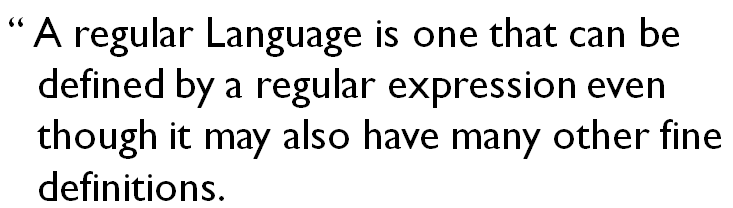 “ A regular Language is one that can be
defined by a regular expression even
though it may also have many other fine
definitions.